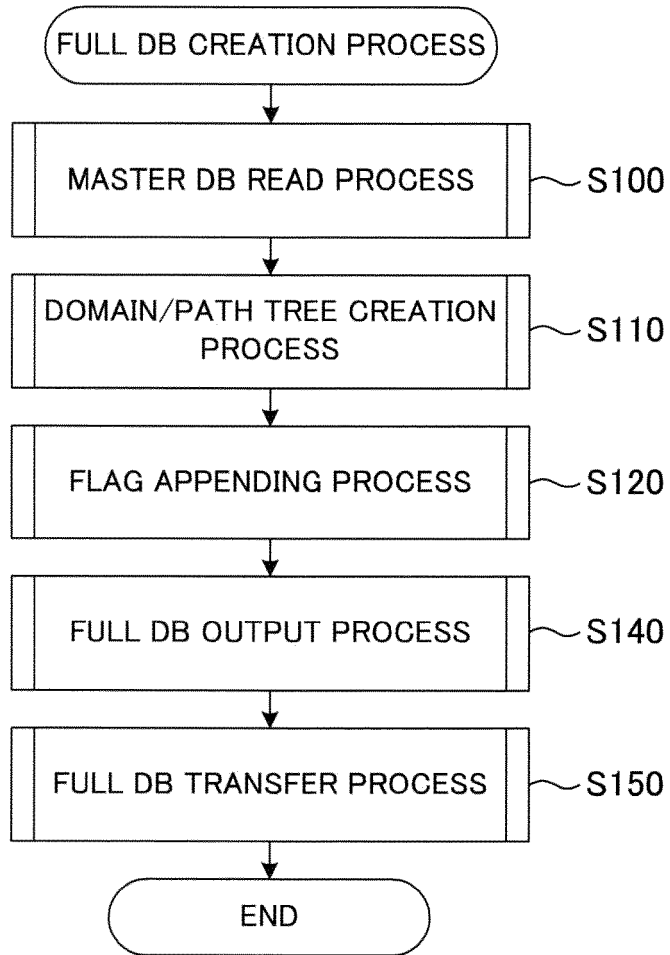 FULL DB CREATION PROCESS
MASTER DB READ PROCESS
S100
DOMAIN/PATH TREE CREATION
PROCESS
S110
FLAG APPENDING PROCESS
S120
FULL DB OUTPUT PROCESS
S140
FULL DB TRANSFER PROCESS
S150
END